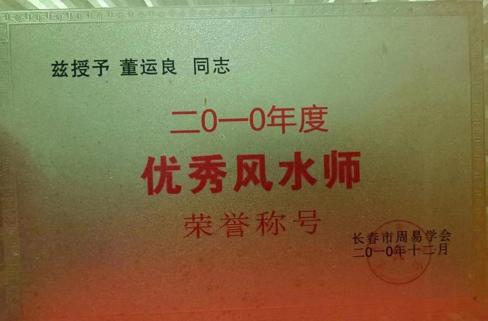 兹授予 董运良 同志
二0一0年度
优秀风水师
荣誉称号
长春市周易学会
二0一0年十二月